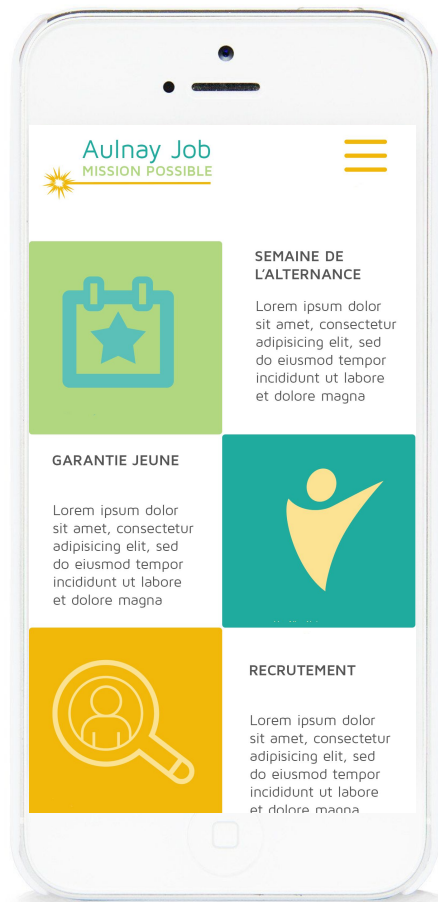 Aulnay Job
MISSION POSSIBLE
SEMAINE DE
L'ALTERNANCE
Lorem ipsum dolor
sit amet, consectetur
adipisicing elit, sed
do eiusmod tempor
incididunt ut labore
et dolore magna
GARANTIE JEUNE
Lorem ipsum dolor
sit amet, consectetur
adipisicing elit, sed
do eiusmod tempor
incididunt ut labore
et dolore magna
RECRUTEMENT
Lorem ipsum dolor
sit amet, consectetur
adipisicing elit, sed
do eiusmod tempor
incididunt ut labore
et dolore magna